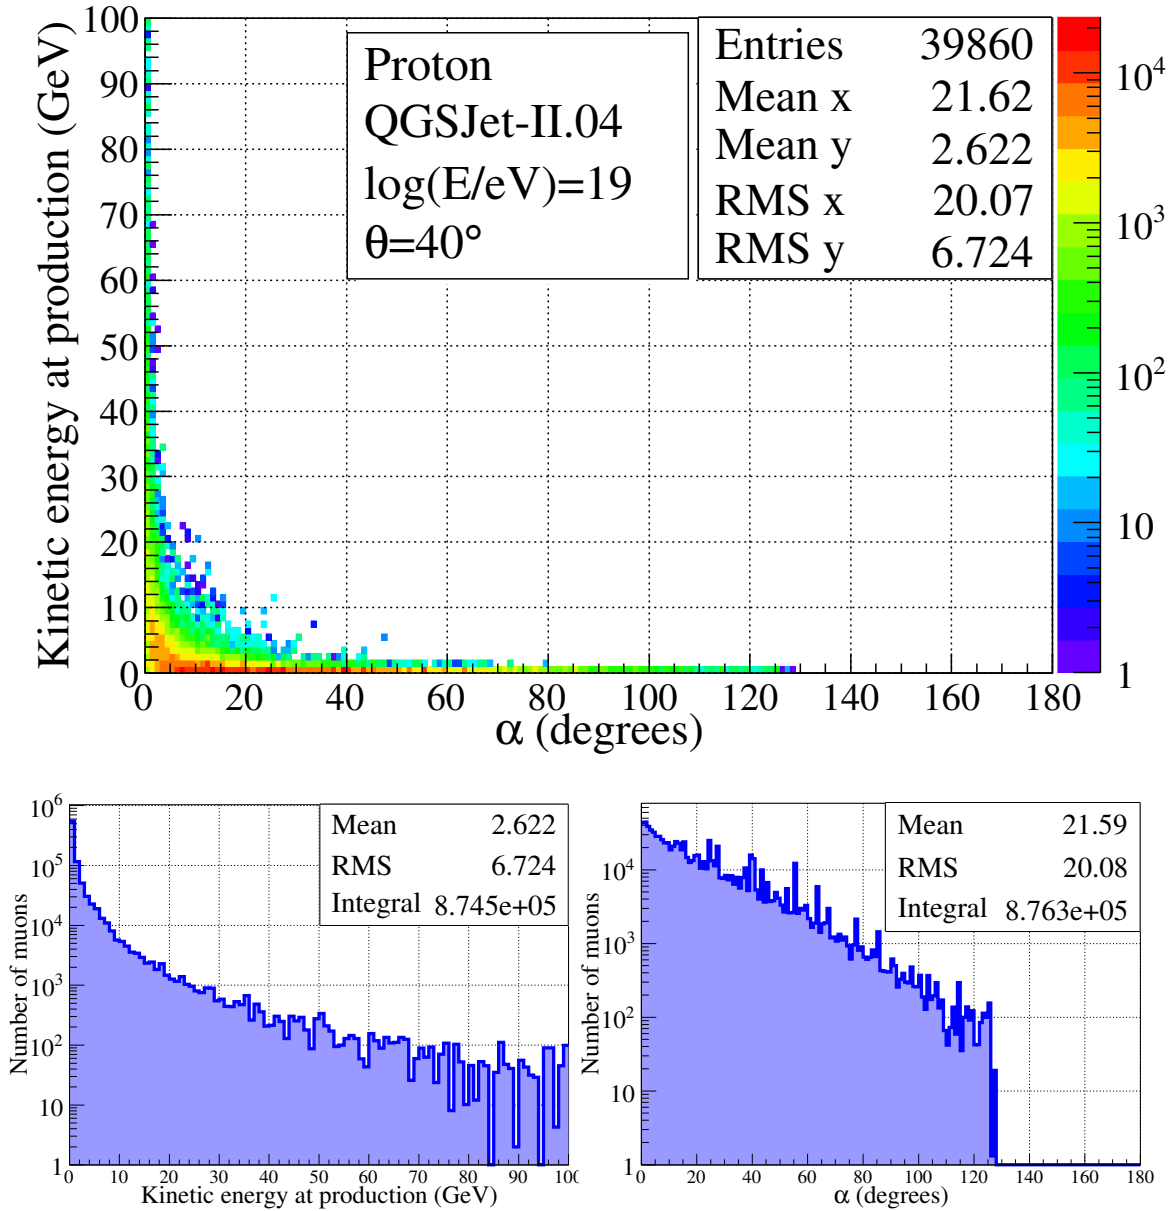 Kinetic energy at production (GeV)
100
90
80
70
60
50
40
30
20
10
0
Proton
QGSJet-II.04
log(E/eV)=19
θ=40°
Entries 39860
Mean x 21.62
Mean y 2.622
RMS x 20.07
RMS y 6.724
10⁴
10³
10²
10
1
0 20 40 60 80 100 120 140 160 180
α (degrees)
Number of muons
10⁶
10⁵
10⁴
10³
10²
10
1
Mean 2.622
RMS 6.724
Integral 8.745e+05
0 10 20 30 40 50 60 70 80 90 100
Kinetic energy at production (GeV)
Number of muons
10⁴
10³
10²
10
1
Mean 21.59
RMS 20.08
Integral 8.763e+05
0 20 40 60 80 100 120 140 160 180
α (degrees)